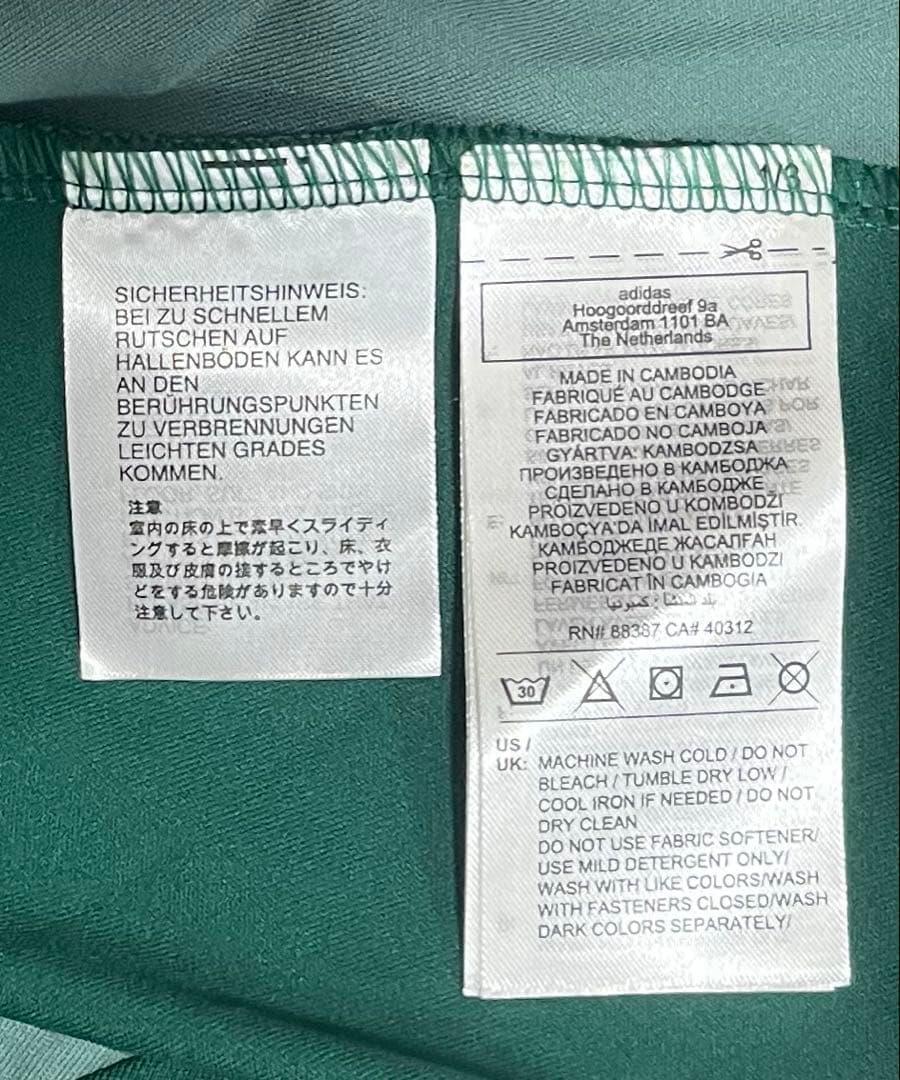 SICHERHEITSHINWEIS:
BEI ZU SCHNELLEM
RUTSCHEN AUF
HALLENBÖDEN KANN ES
AN DEN
BERÜHRUNGSPUNKTEN
ZU VERBRENNUNGEN
LEICHTEN GRADES
KOMMEN.
注意
室内の床の上で素早くスライディ
ングすると摩擦が起こり、床、衣
服及び皮膚の接するところでやけ
どをする危険がありますので十分
注意して下さい。
1/3
adidas
Hoogoorddreef 9a
Amsterdam 1101 BA
The Netherlands
MADE IN CAMBODIA
FABRIQUÉ AU CAMBODGE
FABRICADO EN CAMBOYA
FABRICADO NO CAMBOJA
GYÁRTVA: KAMBODZSA
ПРОИЗВЕДЕНО В КАМБОДЖА
СДЕЛАНО В КАМБОДЖЕ
PROIZVEDENO U KOMBODZI
KAMBOÇYA'DA IMAL EDİLMİŞTİR.
КАМБОДЖЕДЕ ЖАСАЛҒАН
PROIZVEDENO U KAMBODZI
FABRICAT ÎN CAMBOGIA
بلد المنشأ: كمبوديا
RN# 88387 CA# 40312
30
US /
UK: MACHINE WASH COLD / DO NOT
BLEACH / TUMBLE DRY LOW /
COOL IRON IF NEEDED / DO NOT
DRY CLEAN
DO NOT USE FABRIC SOFTENER/
USE MILD DETERGENT ONLY/
WASH WITH LIKE COLORS/WASH
WITH FASTENERS CLOSED/WASH
DARK COLORS SEPARATELY/